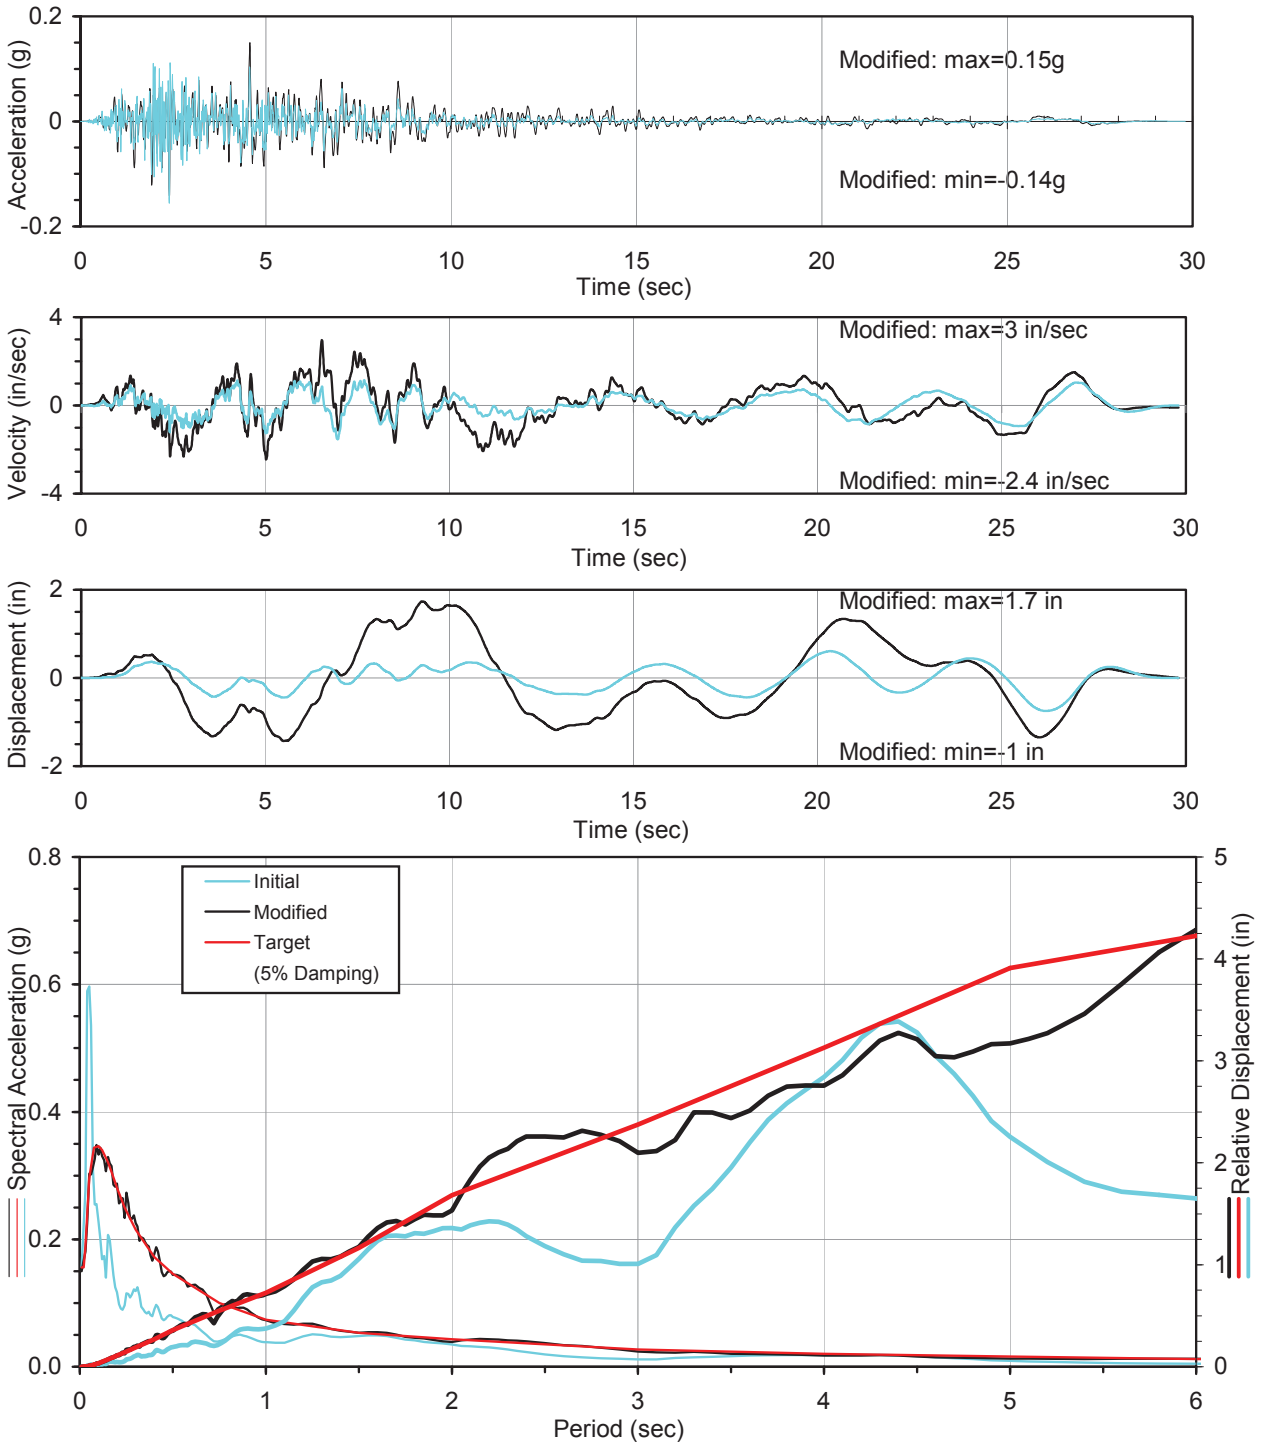 Acceleration (g)
0.2
0
-0.2
Modified: max=0.15g
Modified: min=-0.14g
0 5 10 15 20 25 30
Time (sec)
Velocity (in/sec)
4
0
-4
Modified: max=3 in/sec
Modified: min=-2.4 in/sec
0 5 10 15 20 25 30
Time (sec)
Displacement (in)
2
0
-2
Modified: max=1.7 in
Modified: min=-1 in
0 5 10 15 20 25 30
Time (sec)
Spectral Acceleration (g)
0.8
0.6
0.4
0.2
0.0
Initial
Modified
Target
(5% Damping)
5
4
3
2
1
0
Relative Displacement (in)
0 1 2 3 4 5 6
Period (sec)